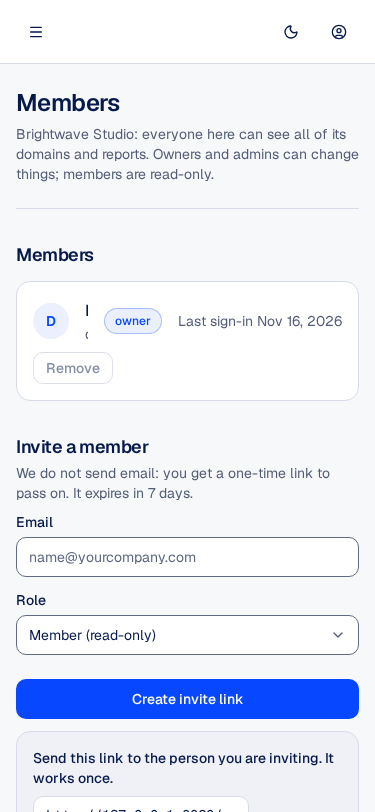 Members
Brightwave Studio: everyone here can see all of its
domains and reports. Owners and admins can change
things; members are read-only.
Members
D
owner
Last sign-in Nov 16, 2026
Remove
Invite a member
We do not send email: you get a one-time link to
pass on. It expires in 7 days.
Email
name@yourcompany.com
Role
Member (read-only)
Create invite link
Send this link to the person you are inviting. It
works once.